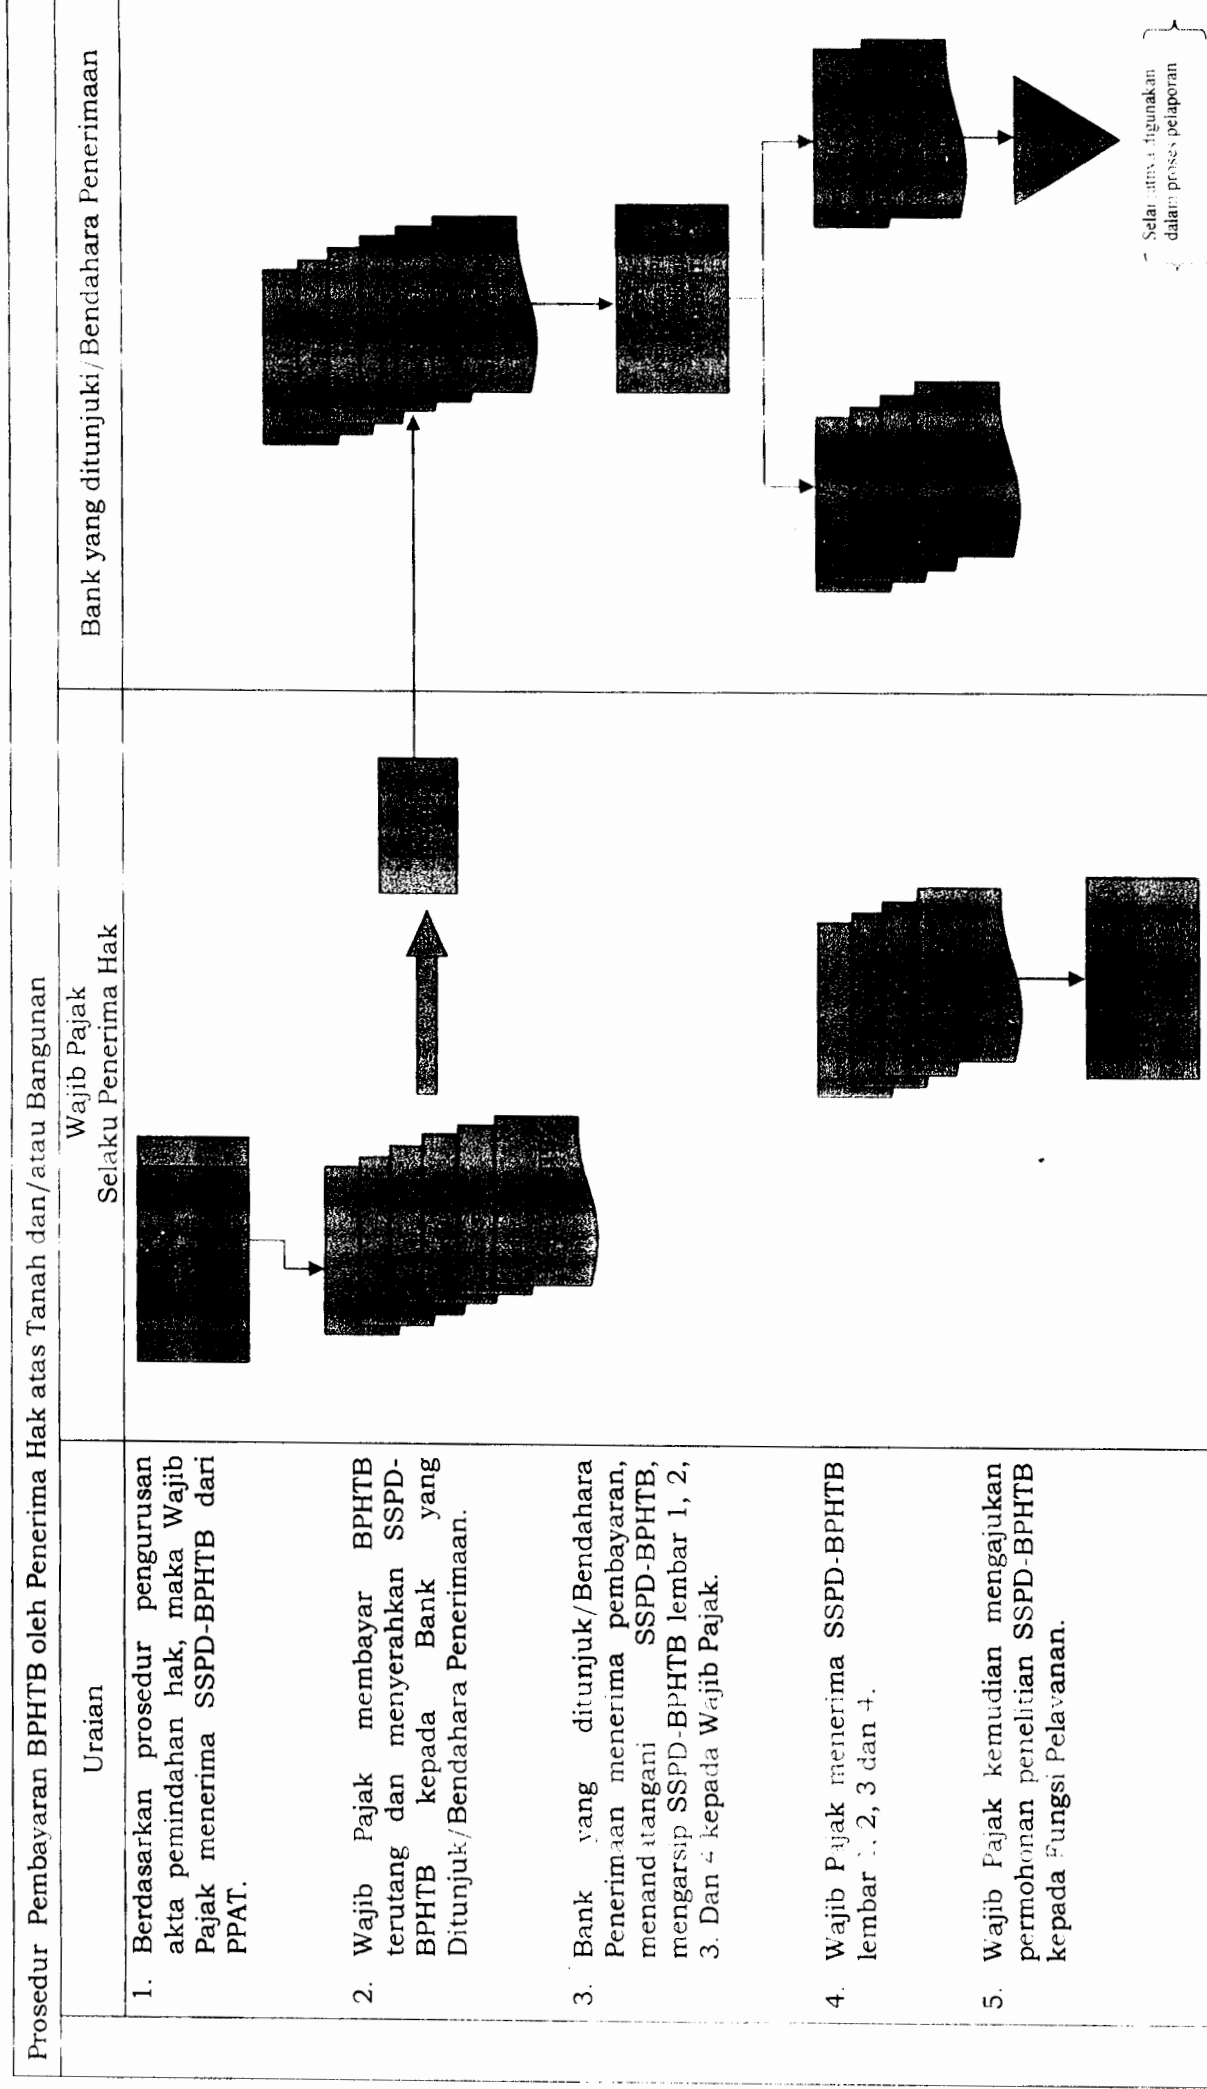 Prosedur Pembayaran BPHTB oleh Penerima Hak atas Tanah dan/atau Bangunan
Uraian
Wajib Pajak
Selaku Penerima Hak
Bank yang ditunjuki/Bendahara Penerimaan
1. Berdasarkan prosedur pengurusan
akta pemindahan hak, maka Wajib
Pajak menerima SSPD-BPHTB dari
PPAT.
2. Wajib Pajak membayar BPHTB
terutang dan menyerahkan SSPD-
BPHTB kepada Bank yang
Ditunjuk/Bendahara Penerimaan.
3. Bank yang ditunjuk/Bendahara
Penerimaan menerima pembayaran,
menandatangani SSPD-BPHTB,
mengarsip SSPD-BPHTB lembar 1, 2,
3. Dan 4 kepada Wajib Pajak.
4. Wajib Pajak menerima SSPD-BPHTB
lembar 1, 2, 3 dan 4.
5. Wajib Pajak kemudian mengajukan
permohonan penelitian SSPD-BPHTB
kepada Fungsi Pelayanan.
digunakan
dalam proses pelaporan